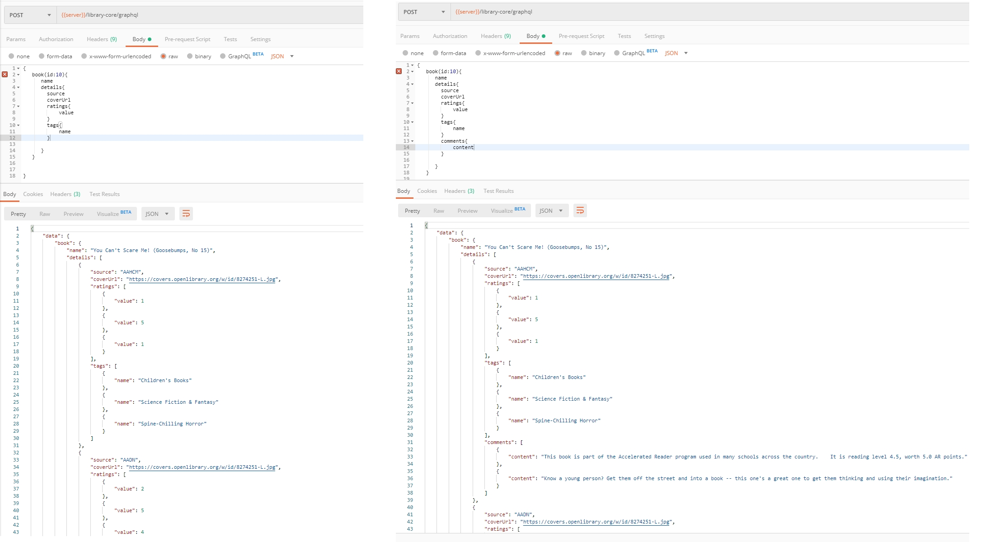 POST {{server}}/library-core/graphql
Params Authorization Headers (9) Body Pre-request Script Tests Settings
none form-data x-www-form-urlencoded raw binary GraphQL BETA JSON
1 {
2 book(id:10){
3 name
4 details{
5 source
6 coverUrl
7 ratings{
8 value
9 }
10 tags{
11 name
12 }
13
14 }
15 }
16
17
18 }
Body Cookies Headers (3) Test Results
Pretty Raw Preview Visualize BETA JSON
1 {
2 "data": {
3 "book": {
4 "name": "You Can't Scare Me! (Goosebumps, No 15)",
5 "details": [
6 {
7 "source": "AAHCM",
8 "coverUrl": "https://covers.openlibrary.org/w/id/8274251-L.jpg",
9 "ratings": [
10 {
11 "value": 1
12 },
13 {
14 "value": 5
15 },
16 {
17 "value": 1
18 }
19 ],
20 "tags": [
21 {
22 "name": "Children's Books"
23 },
24 {
25 "name": "Science Fiction & Fantasy"
26 },
27 {
28 "name": "Spine-Chilling Horror"
29 }
30 ]
31 },
32 {
33 "source": "AADN",
34 "coverUrl": "https://covers.openlibrary.org/w/id/8274251-L.jpg",
35 "ratings": [
36 {
37 "value": 2
38 },
39 {
40 "value": 5
41 },
42 {
43 "value": 4
POST {{server}}/library-core/graphql
Params Authorization Headers (9) Body Pre-request Script Tests Settings
none form-data x-www-form-urlencoded raw binary GraphQL BETA JSON
1 {
2 book(id:10){
3 name
4 details{
5 source
6 coverUrl
7 ratings{
8 value
9 }
10 tags{
11 name
12 }
13 comments{
14 content
15 }
16
17 }
18 }
19
Body Cookies Headers (3) Test Results
Pretty Raw Preview Visualize BETA JSON
1 {
2 "data": {
3 "book": {
4 "name": "You Can't Scare Me! (Goosebumps, No 15)",
5 "details": [
6 {
7 "source": "AAHCM",
8 "coverUrl": "https://covers.openlibrary.org/w/id/8274251-L.jpg",
9 "ratings": [
10 {
11 "value": 1
12 },
13 {
14 "value": 5
15 },
16 {
17 "value": 1
18 }
19 ],
20 "tags": [
21 {
22 "name": "Children's Books"
23 },
24 {
25 "name": "Science Fiction & Fantasy"
26 },
27 {
28 "name": "Spine-Chilling Horror"
29 }
30 ],
31 "comments": [
32 {
33 "content": "This book is part of the Accelerated Reader program used in many schools across the country.    It is reading level 4.5, worth 5.0 AR points."
34 },
35 {
36 "content": "Know a young person? Get them off the street and into a book -- this one's a great one to get them thinking and using their imagination."
37 }
38 ]
39 },
40 {
41 "source": "AADN",
42 "coverUrl": "https://covers.openlibrary.org/w/id/8274251-L.jpg",
43 "ratings": [